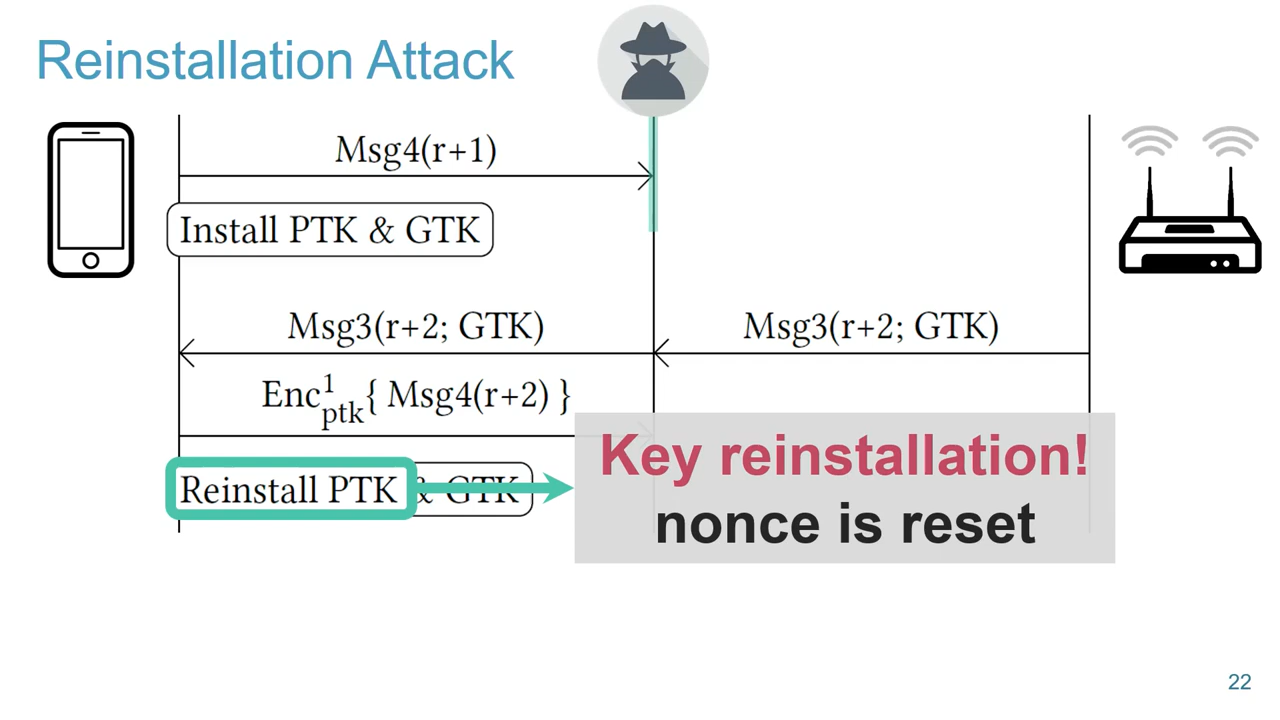 Reinstallation Attack
Msg4(r+1)
Install PTK & GTK
Msg3(r+2; GTK)
Msg3(r+2; GTK)
Enc¹ptk{ Msg4(r+2) }
Reinstall PTK & GTK
Key reinstallation!
nonce is reset
22